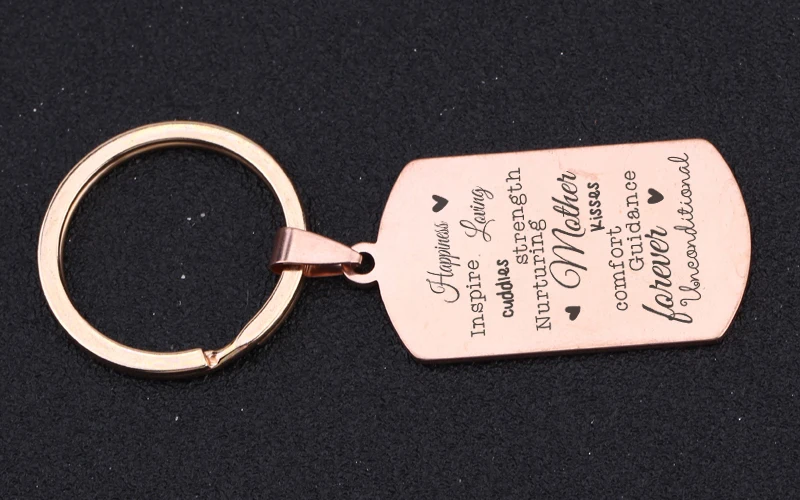 Happiness
Inspire Loving
cuddles strength
Nurturing
Mother
kisses
comfort
Guidance
forever
Unconditional